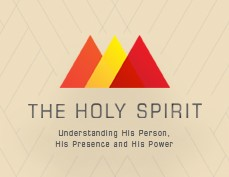 THE HOLY SPIRIT
Understanding His Person,
His Presence and His Power